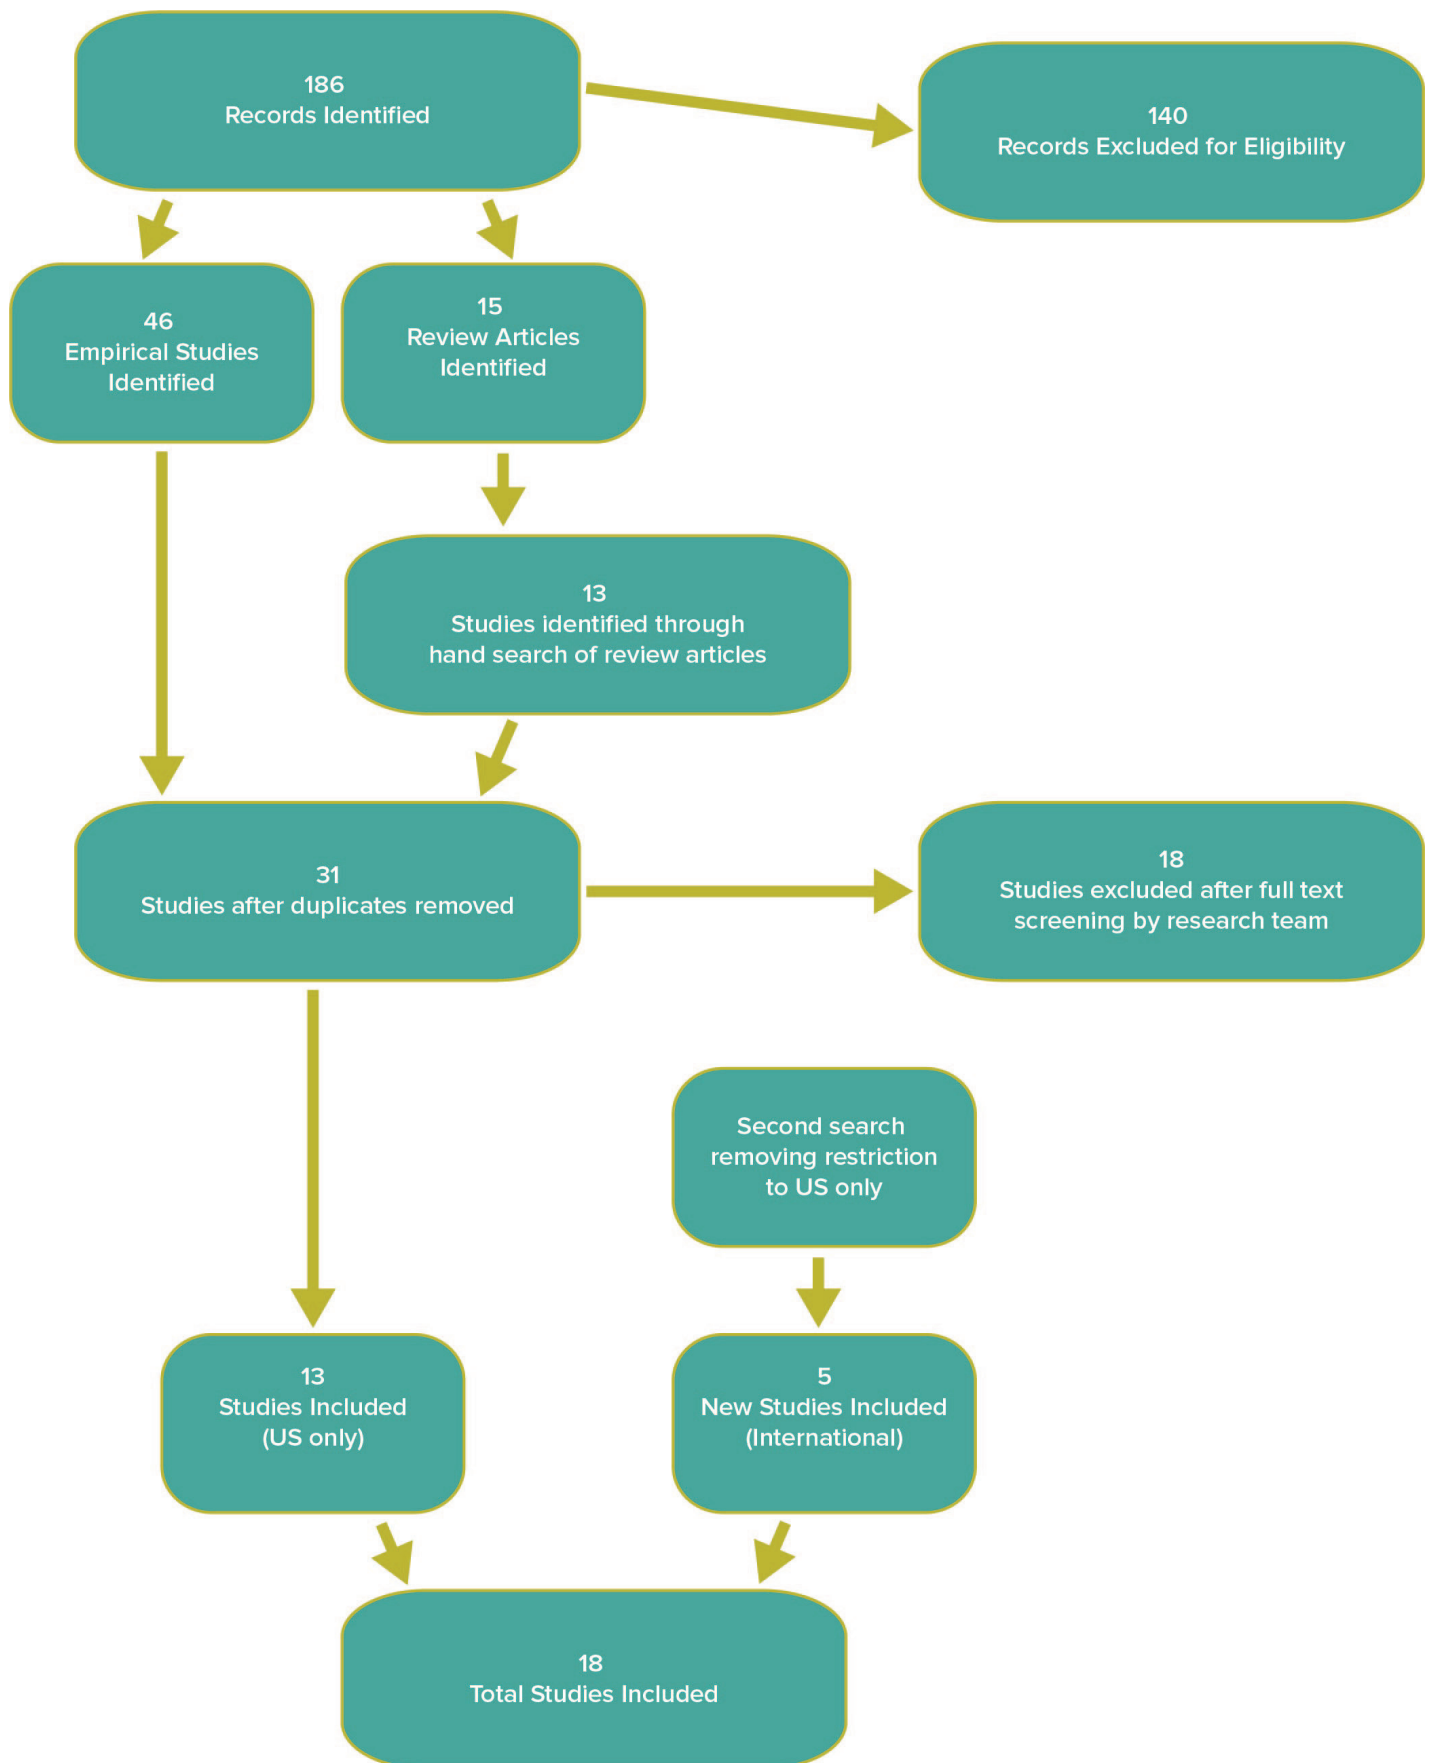 186
Records Identified
140
Records Excluded for Eligibility
46
Empirical Studies
Identified
15
Review Articles
Identified
13
Studies identified through
hand search of review articles
31
Studies after duplicates removed
18
Studies excluded after full text
screening by research team
Second search
removing restriction
to US only
13
Studies Included
(US only)
5
New Studies Included
(International)
18
Total Studies Included